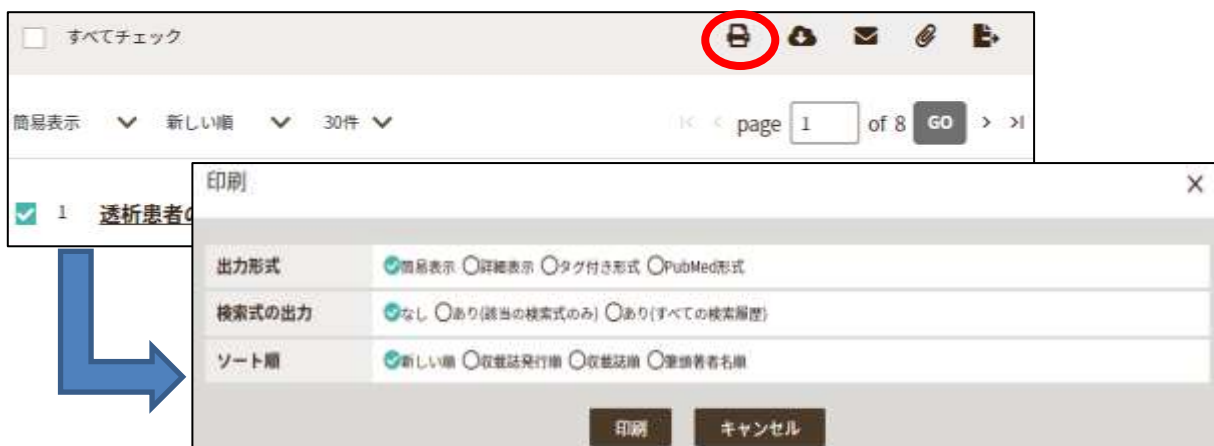 すべてチェック
簡易表示 新しい順 30件 page 1 of 8 GO
1 透析患者の
印刷
出力形式 簡易表示 詳細表示 タグ付き形式 PubMed形式
検索式の出力 なし あり(該当の検索式のみ) あり(すべての検索履歴)
ソート順 新しい順 収載誌発行順 収載誌順 筆頭著者名順
印刷 キャンセル